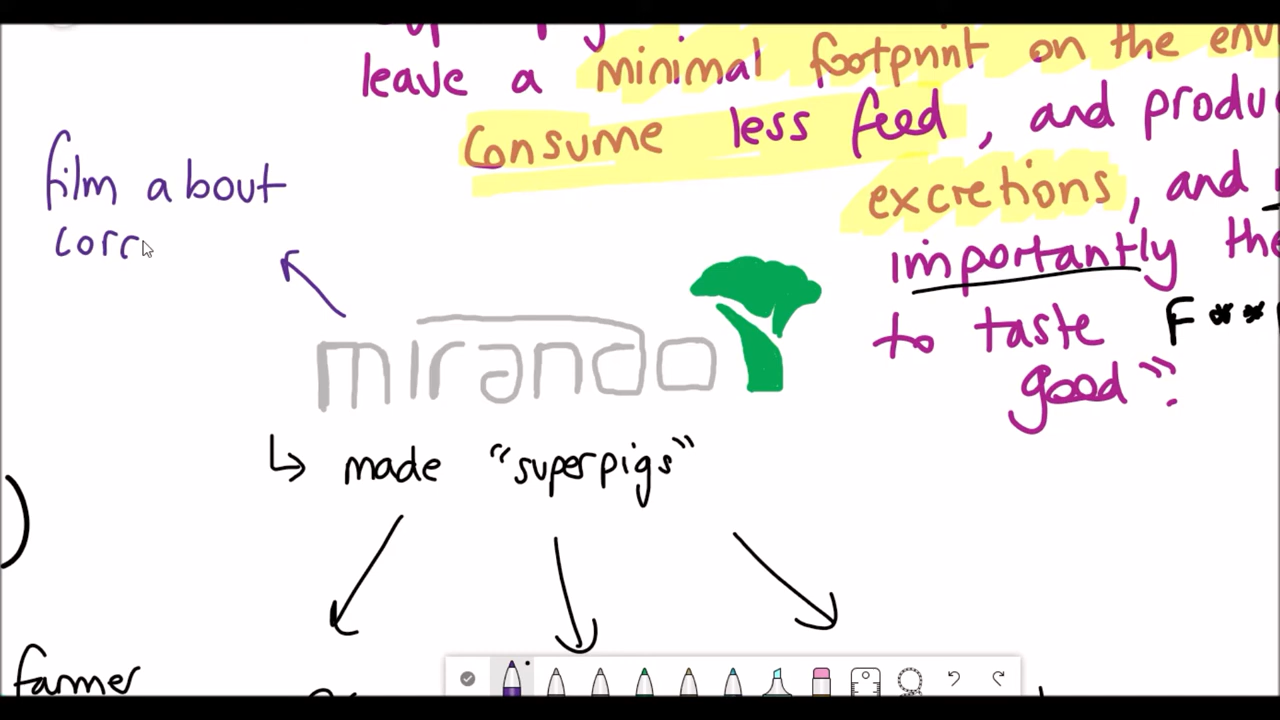 leave a minimal footprint on the env
consume less feed, and produ
excretions, and
importantly the
to taste F**
good".
film about
corr
mirando
↳ made "superpigs"
farmer